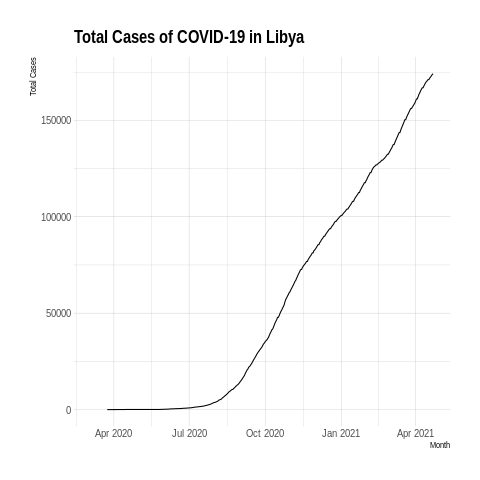 Total Cases of COVID-19 in Libya
Total Cases
150000
100000
50000
0
Apr 2020 Jul 2020 Oct 2020 Jan 2021 Apr 2021
Month